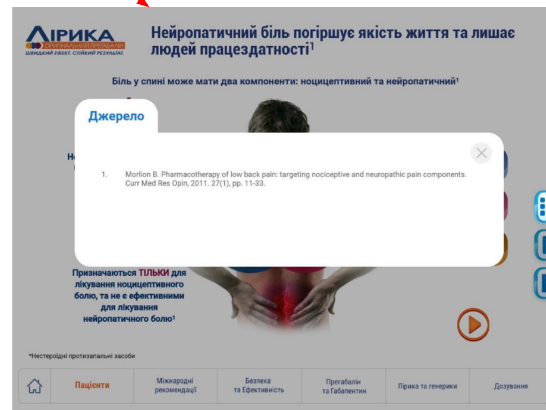 ЛІРИКА
ОРИГІНАЛЬНИЙ ПРЕГАБАЛІН
ШВИДКИЙ ЕФЕКТ. СТІЙКИЙ РЕЗУЛЬТАТ.
Нейропатичний біль погіршує якість життя та лишає
людей працездатності¹
Біль у спині може мати два компоненти: ноцицептивний та нейропатичний¹
Джерело
1. Morlion B. Pharmacotherapy of low back pain: targeting nociceptive and neuropathic pain components.
Curr Med Res Opin, 2011. 27(1), pp. 11-33.
Призначаються ТІЛЬКИ для
лікування ноцицептивного
болю, та не є ефективними
для лікування
нейропатичного болю¹
*Нестероїдні протизапальні засоби
Пацієнти
Міжнародні
рекомендації
Безпека
та Ефективність
Прегабалін
та Габапентин
Лірика та генерики
Дозування